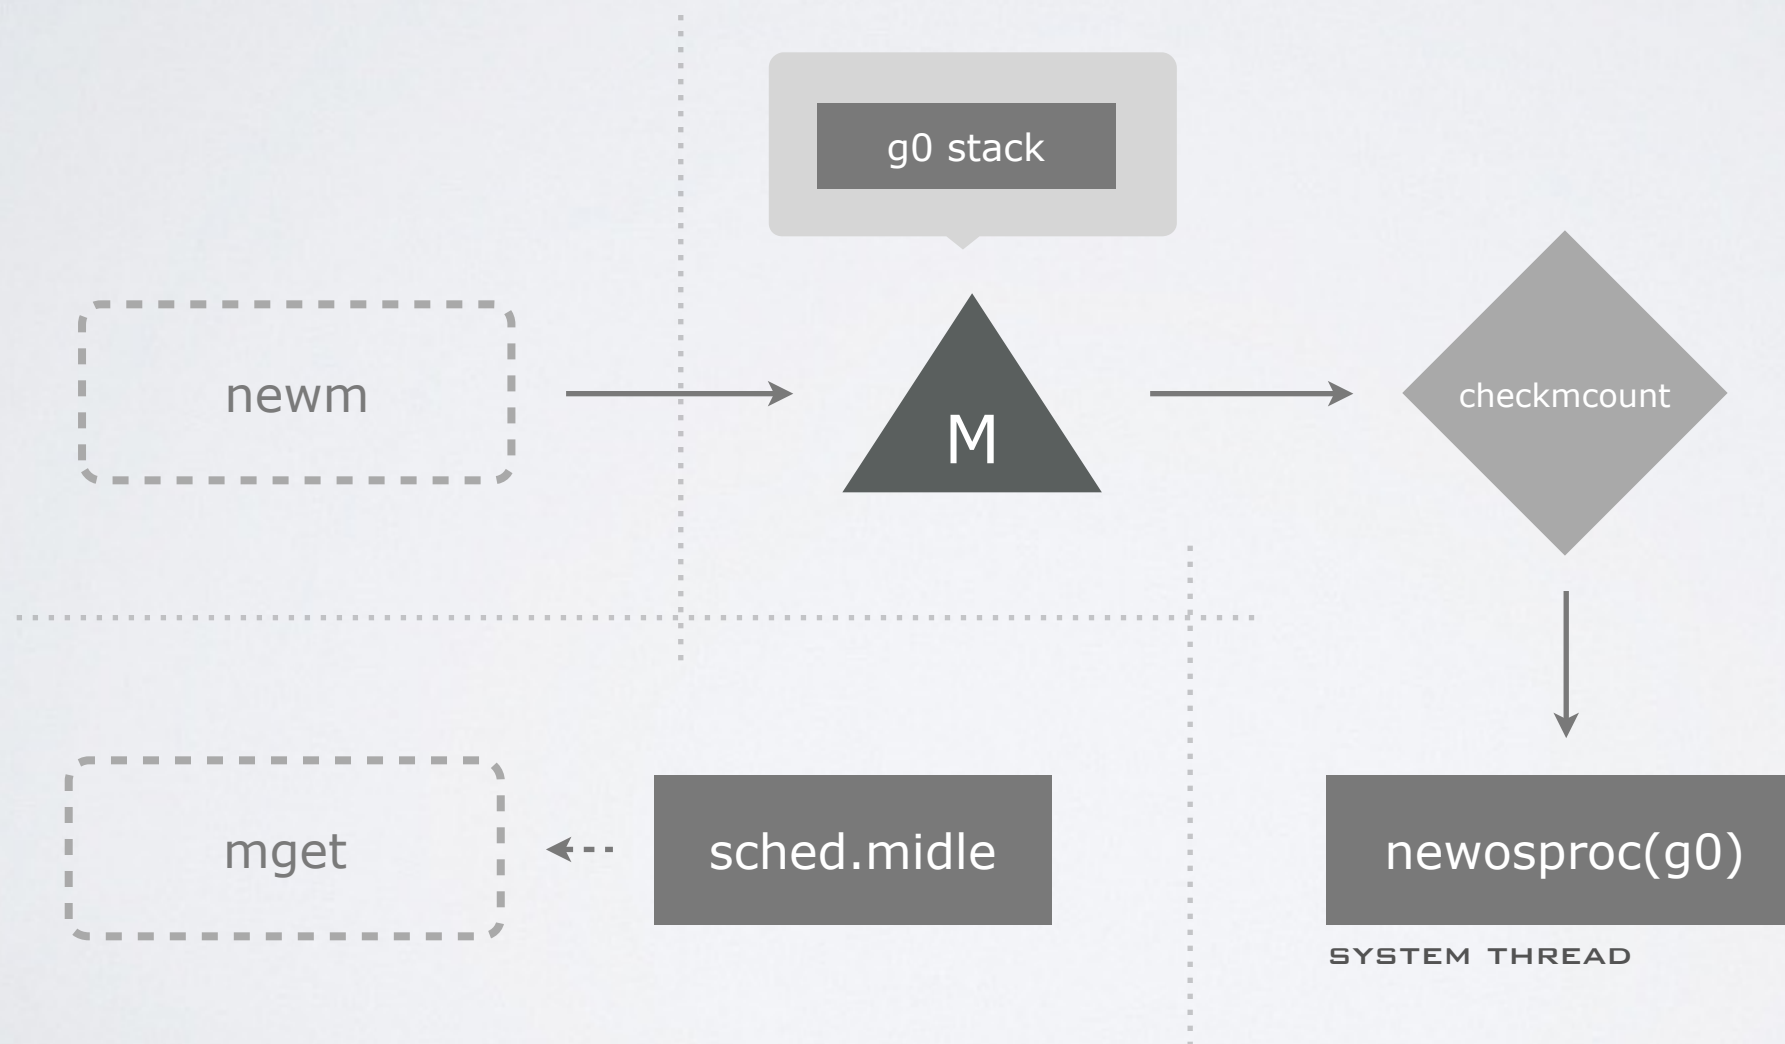 g0 stack
newm
M
checkmcount
mget
sched.midle
newosproc(g0)
SYSTEM THREAD